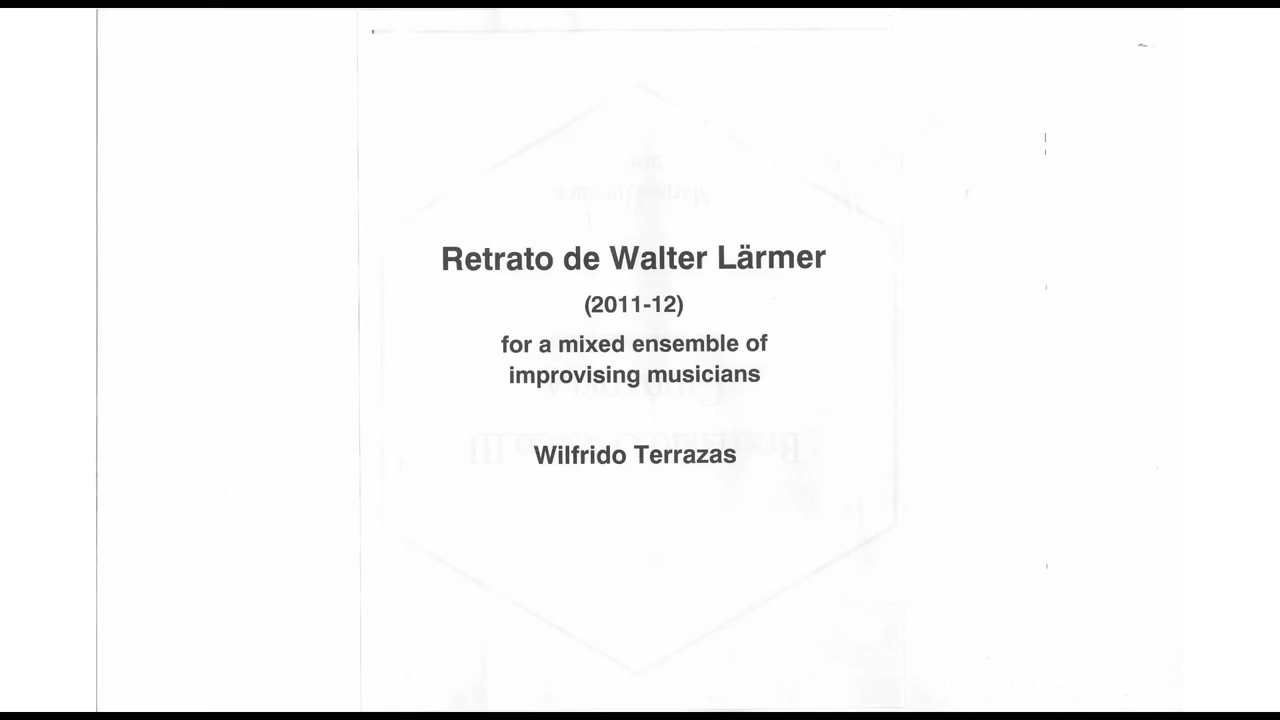 Retrato de Walter Lärmer
(2011-12)
for a mixed ensemble of
improvising musicians
Wilfrido Terrazas